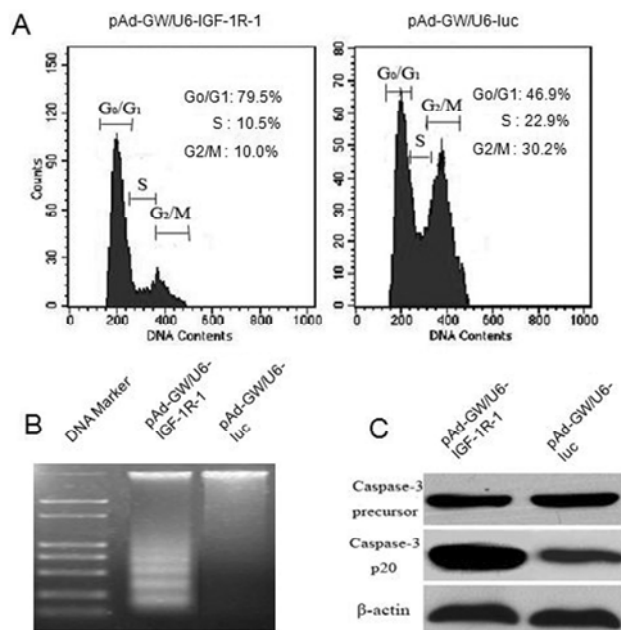 A
pAd-GW/U6-IGF-1R-1
pAd-GW/U6-luc
Counts
160
120
90
60
30
0
G₀/G₁
S
G₂/M
Go/G1: 79.5%
S : 10.5%
G2/M: 10.0%
0 200 400 600 800 1000
DNA Contents
80
70
60
50
40
30
20
10
0
G₀/G₁
S
G₂/M
Go/G1: 46.9%
S : 22.9%
G2/M: 30.2%
0 200 400 600 800 1000
DNA Contents
B
DNA Marker
pAd-GW/U6-
IGF-1R-1
pAd-GW/U6-
luc
C
pAd-GW/U6-
IGF-1R-1
pAd-GW/U6-
luc
Caspase-3
precursor
Caspase-3
p20
β-actin